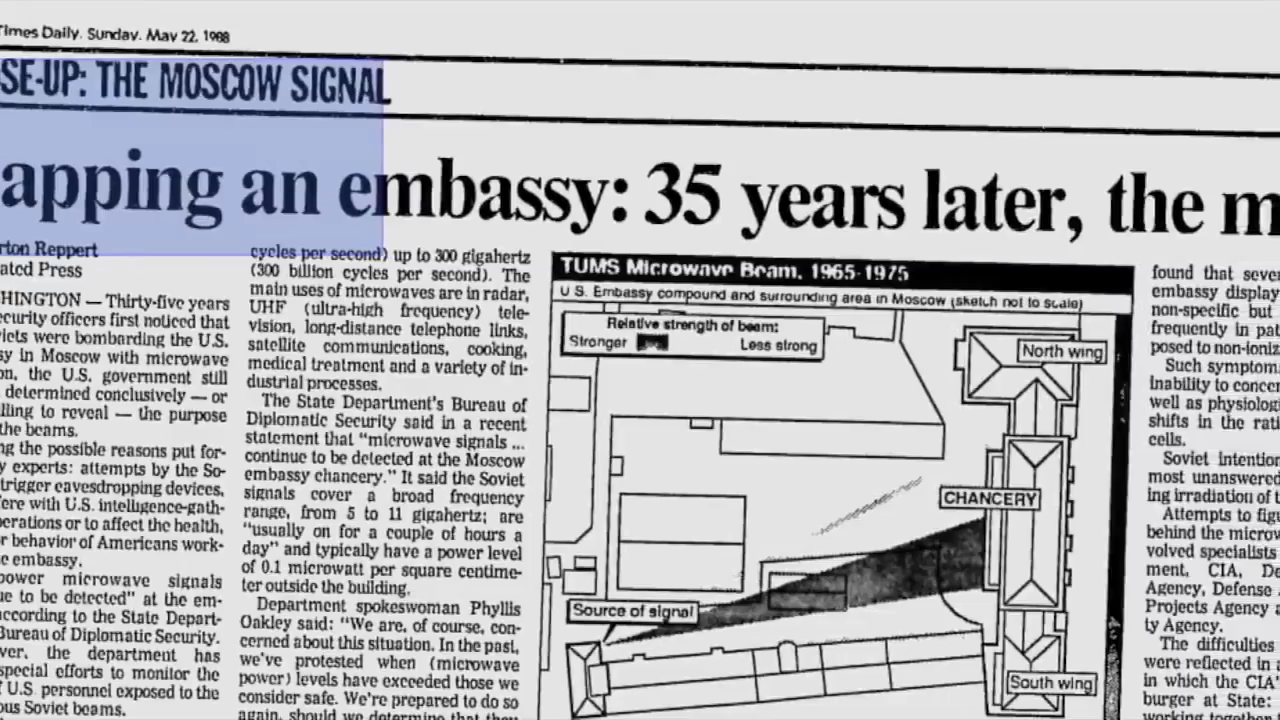 Times Daily, Sunday, May 22, 1988
SE-UP: THE MOSCOW SIGNAL
apping an embassy: 35 years later, the m
rton Reppert
ated Press
HINGTON — Thirty-five years
ecurity officers first noticed that
iets were bombarding the U.S.
sy in Moscow with microwave
on, the U.S. government still
determined conclusively — or
lling to reveal — the purpose
the beams.
ng the possible reasons put for-
y experts: attempts by the So-
trigger eavesdropping devices,
fere with U.S. intelligence-gath-
perations or to affect the health,
r behavior of Americans work-
e embassy.
power microwave signals
ue to be detected" at the em-
according to the State Depart-
Bureau of Diplomatic Security.
ver, the department has
special efforts to monitor the
f U.S. personnel exposed to the
ous Soviet beams.
cycles per second) up to 300 gigahertz
(300 billion cycles per second). The
main uses of microwaves are in radar,
UHF (ultra-high frequency) tele-
vision, long-distance telephone links,
satellite communications, cooking,
medical treatment and a variety of in-
dustrial processes.
The State Department's Bureau of
Diplomatic Security said in a recent
statement that "microwave signals ...
continue to be detected at the Moscow
embassy chancery." It said the Soviet
signals cover a broad frequency
range, from 5 to 11 gigahertz; are
"usually on for a couple of hours a
day" and typically have a power level
of 0.1 microwatt per square centime-
ter outside the building.
Department spokeswoman Phyllis
Oakley said: "We are, of course, con-
cerned about this situation. In the past,
we've protested when (microwave
power) levels have exceeded those we
consider safe. We're prepared to do so
again, should we determine that they
TUMS Microwave Beam, 1965-1975
U.S. Embassy compound and surrounding area in Moscow (sketch not to scale)
Relative strength of beam:
Stronger Less strong
North wing
CHANCERY
Source of signal
South wing
found that seve
embassy display
non-specific but
frequently in pat
posed to non-ioniz
Such symptoms
inability to concen
well as physiologi
shifts in the rati
cells.
Soviet intention
most unanswered
ing irradiation of t
Attempts to figu
behind the microw
volved specialists
ment, CIA, De
Agency, Defense
Projects Agency a
ty Agency.
The difficulties
were reflected in a
in which the CIA'
burger at State:
working together